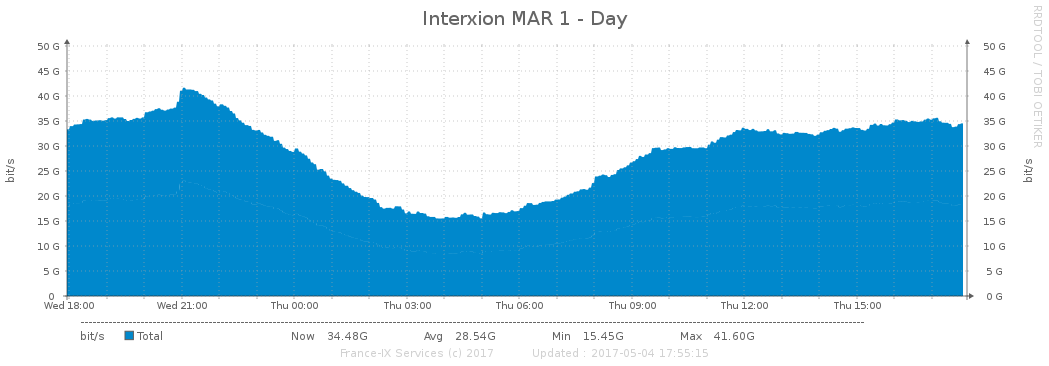 Interxion MAR 1 - Day
RRDTOOL / TOBI OETIKER
50 G 50 G
45 G 45 G
40 G 40 G
35 G 35 G
30 G 30 G
25 G 25 G
20 G 20 G
15 G 15 G
10 G 10 G
5 G 5 G
0 0 G
bit/s bit/s
Wed 18:00 Wed 21:00 Thu 00:00 Thu 03:00 Thu 06:00 Thu 09:00 Thu 12:00 Thu 15:00
bit/s Total Now 34.48G Avg 28.54G Min 15.45G Max 41.60G
France-IX Services (c) 2017 Updated : 2017-05-04 17:55:15